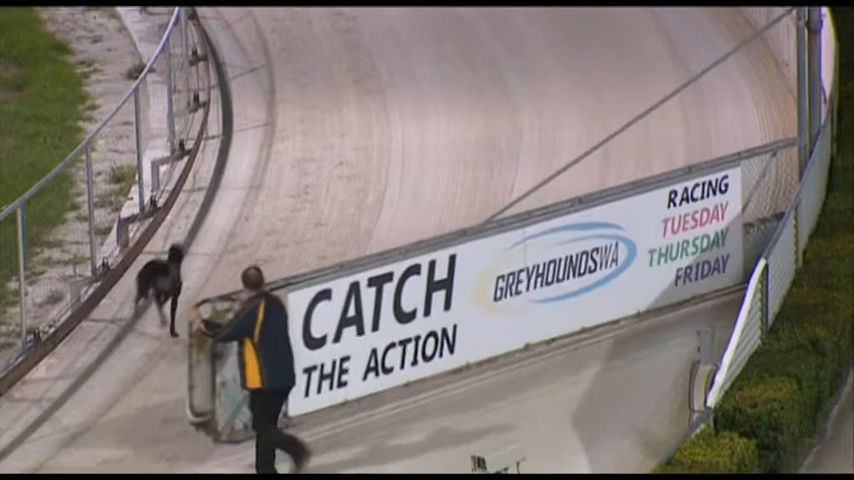 CATCH
THE ACTION
GREYHOUNDSWA
RACING
TUESDAY
THURSDAY
FRIDAY